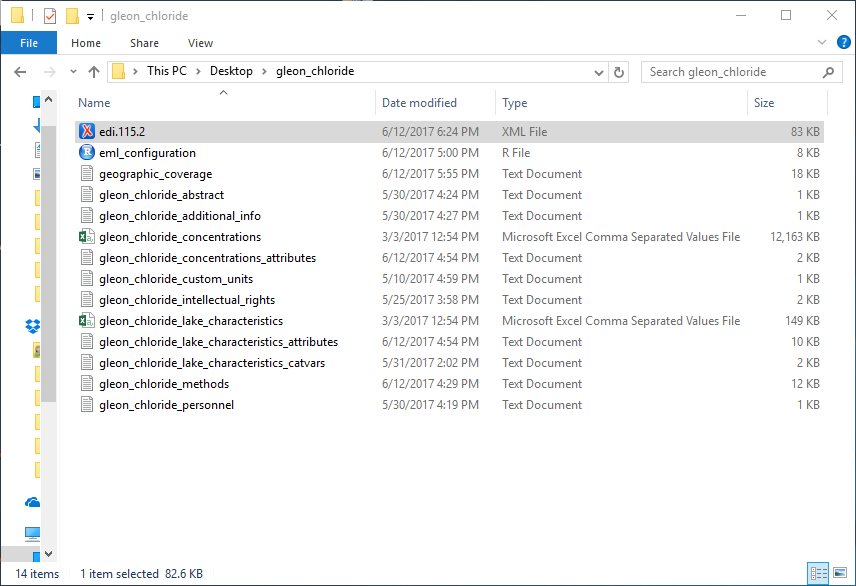 gleon_chloride
File Home Share View
This PC Desktop gleon_chloride Search gleon_chloride
Name Date modified Type Size
edi.115.2 6/12/2017 6:24 PM XML File 83 KB
eml_configuration 6/12/2017 5:00 PM R File 8 KB
geographic_coverage 6/12/2017 5:55 PM Text Document 18 KB
gleon_chloride_abstract 5/30/2017 4:24 PM Text Document 1 KB
gleon_chloride_additional_info 5/30/2017 4:27 PM Text Document 1 KB
gleon_chloride_concentrations 3/3/2017 12:54 PM Microsoft Excel Comma Separated Values File 12,163 KB
gleon_chloride_concentrations_attributes 6/12/2017 4:54 PM Text Document 2 KB
gleon_chloride_custom_units 5/10/2017 4:59 PM Text Document 1 KB
gleon_chloride_intellectual_rights 5/25/2017 3:58 PM Text Document 2 KB
gleon_chloride_lake_characteristics 3/3/2017 12:54 PM Microsoft Excel Comma Separated Values File 149 KB
gleon_chloride_lake_characteristics_attributes 6/12/2017 4:54 PM Text Document 10 KB
gleon_chloride_lake_characteristics_catvars 5/31/2017 2:02 PM Text Document 2 KB
gleon_chloride_methods 6/12/2017 4:29 PM Text Document 12 KB
gleon_chloride_personnel 5/30/2017 4:19 PM Text Document 1 KB
14 items 1 item selected 82.6 KB